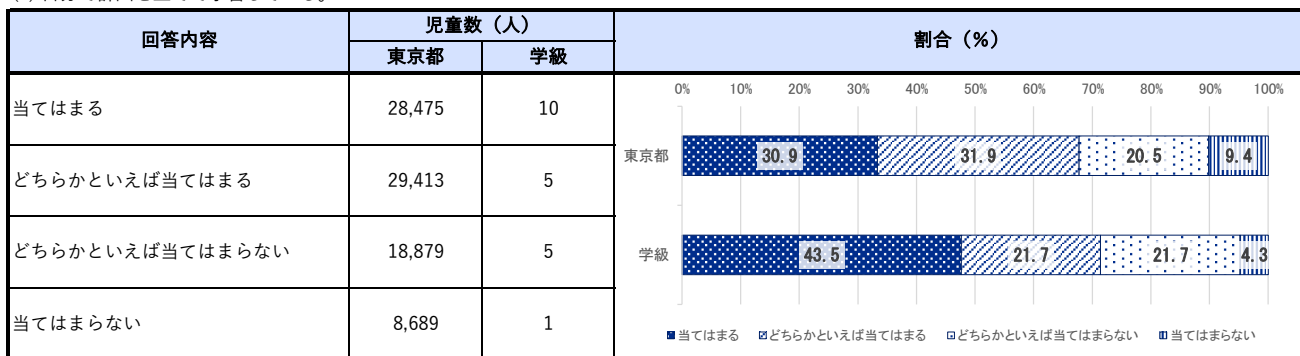 回答内容 児童数（人） 割合（%）
東京都 学級
当てはまる 28,475 10
どちらかといえば当てはまる 29,413 5
どちらかといえば当てはまらない 18,879 5
当てはまらない 8,689 1
0% 10% 20% 30% 40% 50% 60% 70% 80% 90% 100%
東京都 30.9 31.9 20.5 9.4
学級 43.5 21.7 21.7 4.3
当てはまる どちらかといえば当てはまる どちらかといえば当てはまらない 当てはまらない